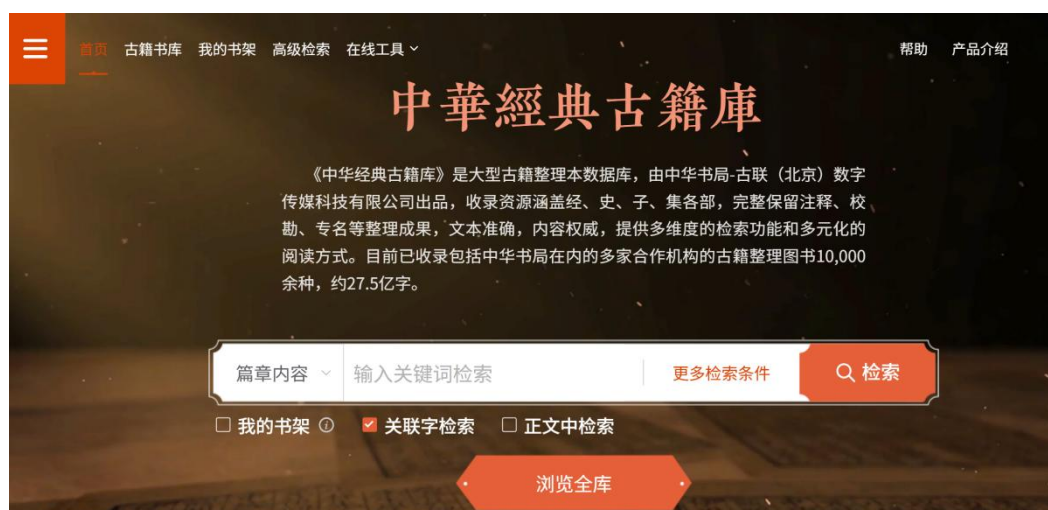 首页 古籍书库 我的书架 高级检索 在线工具 帮助 产品介绍
中華經典古籍庫
《中华经典古籍库》是大型古籍整理本数据库，由中华书局-古联（北京）数字
传媒科技有限公司出品，收录资源涵盖经、史、子、集各部，完整保留注释、校
勘、专名等整理成果，文本准确，内容权威，提供多维度的检索功能和多元化的
阅读方式。目前已收录包括中华书局在内的多家合作机构的古籍整理图书10,000
余种，约27.5亿字。
篇章内容 输入关键词检索 更多检索条件 检索
我的书架 关联字检索 正文中检索
浏览全库